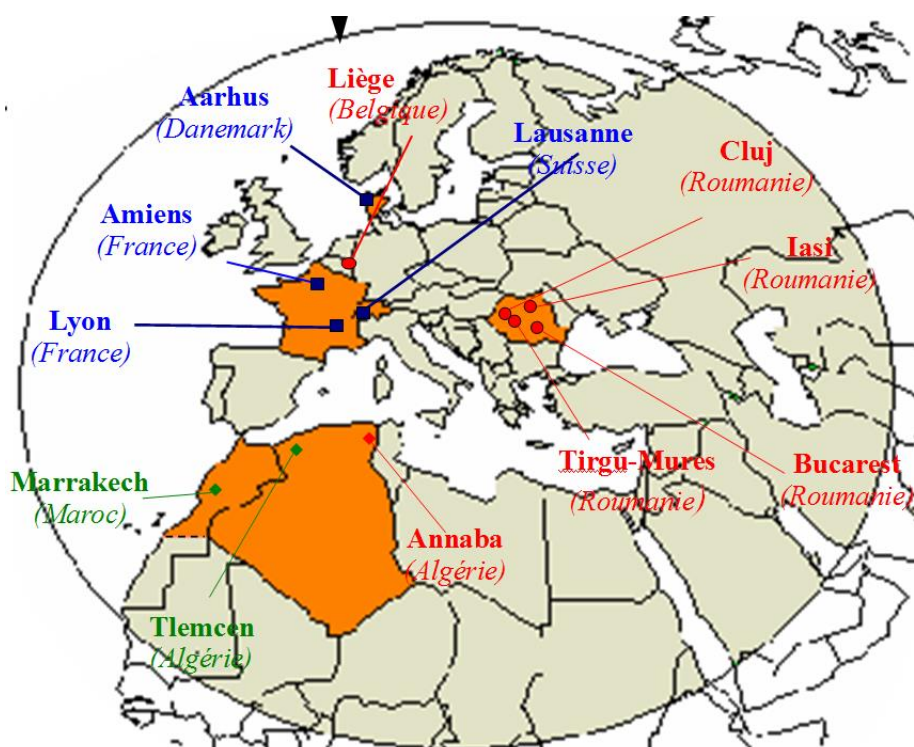 Liège
(Belgique)
Aarhus
(Danemark)
Lausanne
(Suisse)
Cluj
(Roumanie)
Amiens
(France)
Iasi
(Roumanie)
Lyon
(France)
Tirgu-Mures
(Roumanie)
Bucarest
(Roumanie)
Marrakech
(Maroc)
Annaba
(Algérie)
Tlemcen
(Algérie)